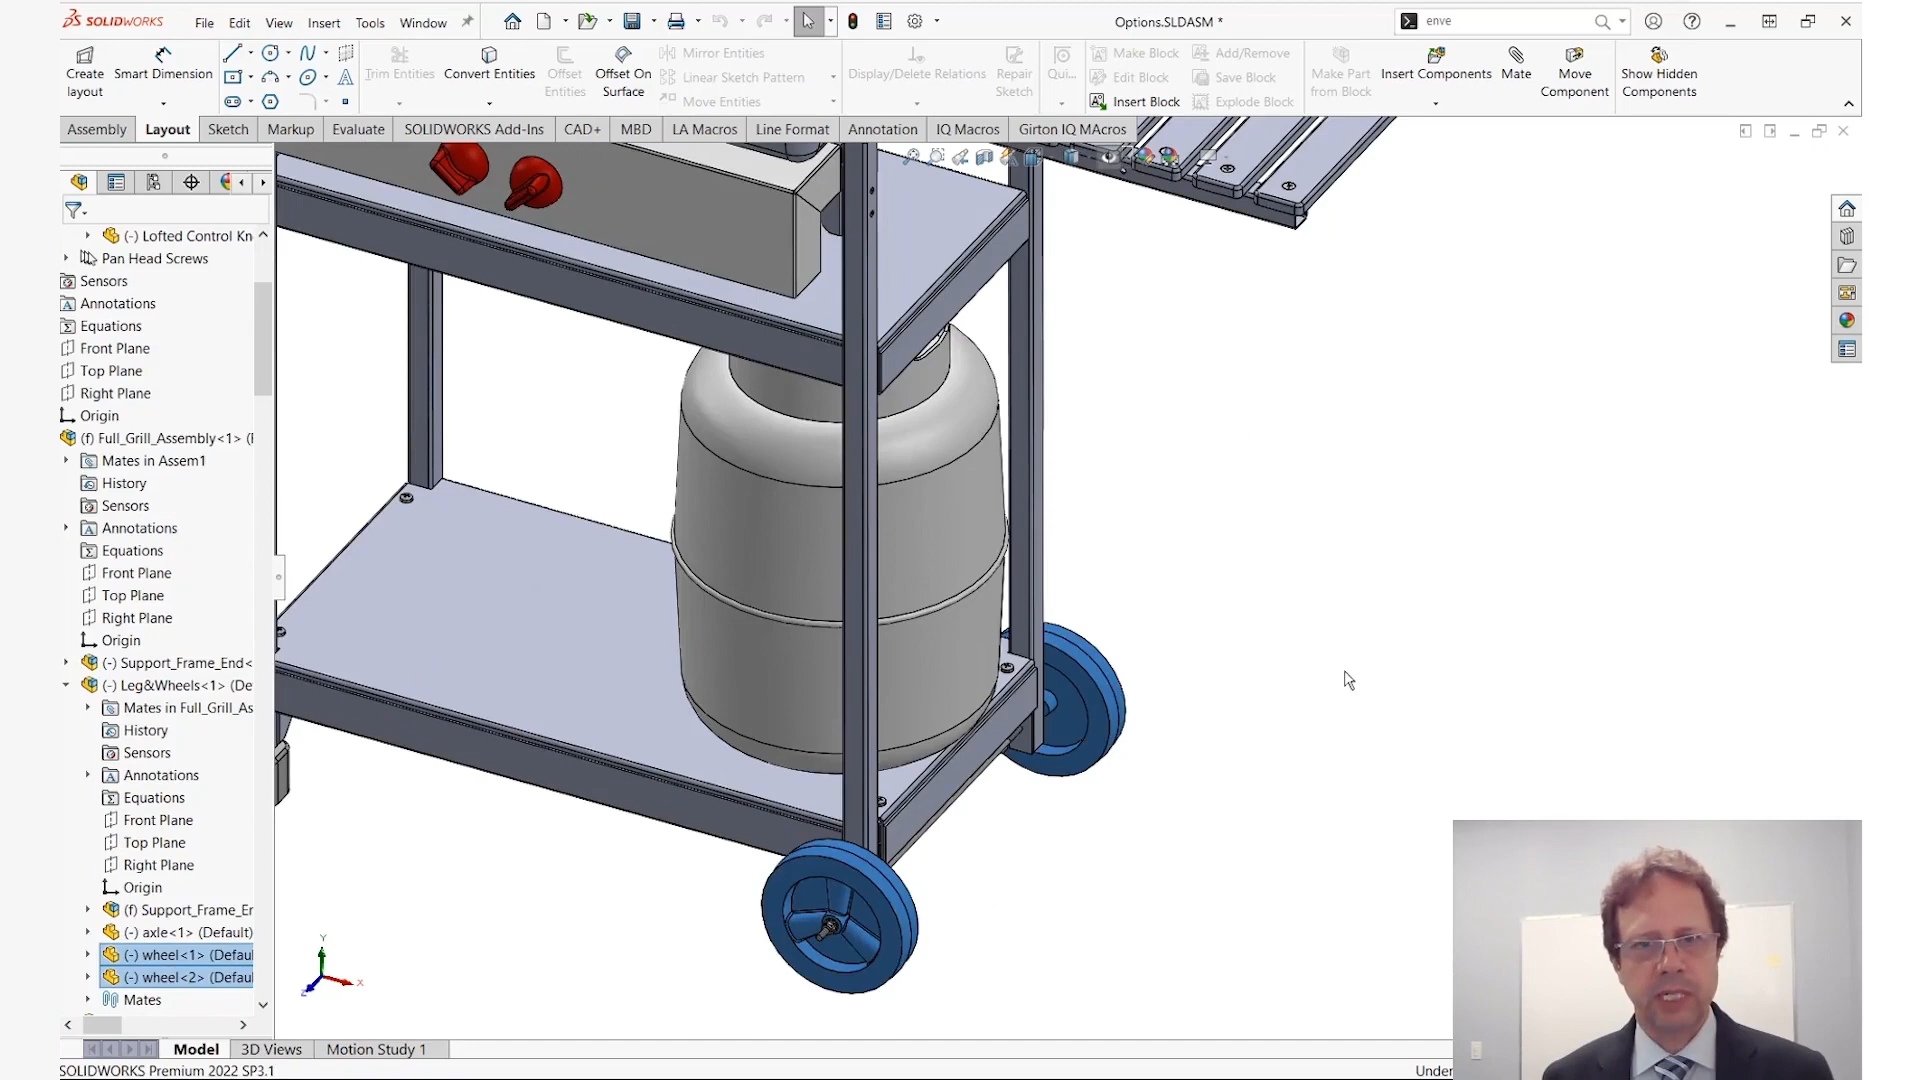 SOLIDWORKS
File Edit View Insert Tools Window
Options.SLDASM *
enve
Create layout
Smart Dimension
Trim Entities
Convert Entities
Offset Entities
Offset On Surface
Mirror Entities
Linear Sketch Pattern
Move Entities
Display/Delete Relations
Repair Sketch
Qui...
Make Block
Edit Block
Insert Block
Add/Remove
Save Block
Explode Block
Make Part from Block
Insert Components
Mate
Move Component
Show Hidden Components
Assembly Layout Sketch Markup Evaluate SOLIDWORKS Add-Ins CAD+ MBD LA Macros Line Format Annotation IQ Macros Girton IQ MAcros
(-) Lofted Control Kn
Pan Head Screws
Sensors
Annotations
Equations
Front Plane
Top Plane
Right Plane
Origin
(f) Full_Grill_Assembly<1> (
Mates in Assem1
History
Sensors
Annotations
Equations
Front Plane
Top Plane
Right Plane
Origin
(-) Support_Frame_End<
(-) Leg&Wheels<1> (De
Mates in Full_Grill_As
History
Sensors
Annotations
Equations
Front Plane
Top Plane
Right Plane
Origin
(f) Support_Frame_Er
(-) axle<1> (Default)
(-) wheel<1> (Defaul
(-) wheel<2> (Defaul
Mates
Y
X
Z
Model 3D Views Motion Study 1
SOLIDWORKS Premium 2022 SP3.1
Under